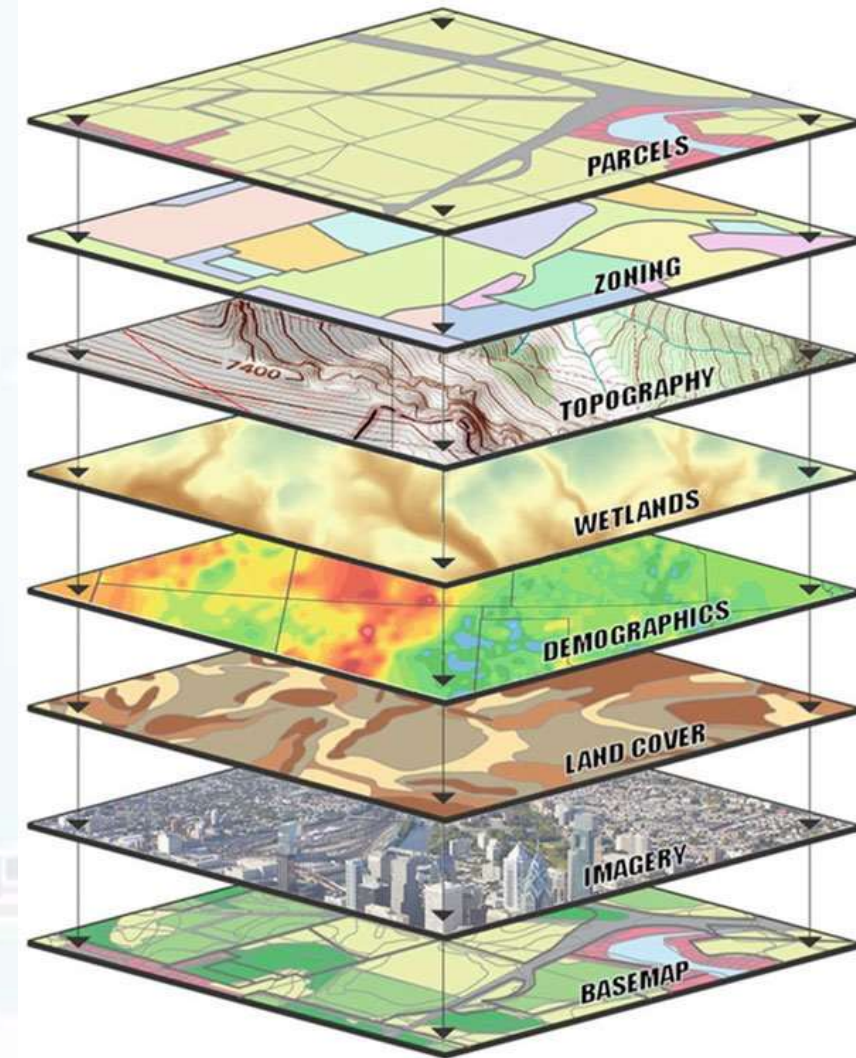 PARCELS
ZONING
7400
TOPOGRAPHY
WETLANDS
DEMOGRAPHICS
LAND COVER
IMAGERY
BASEMAP